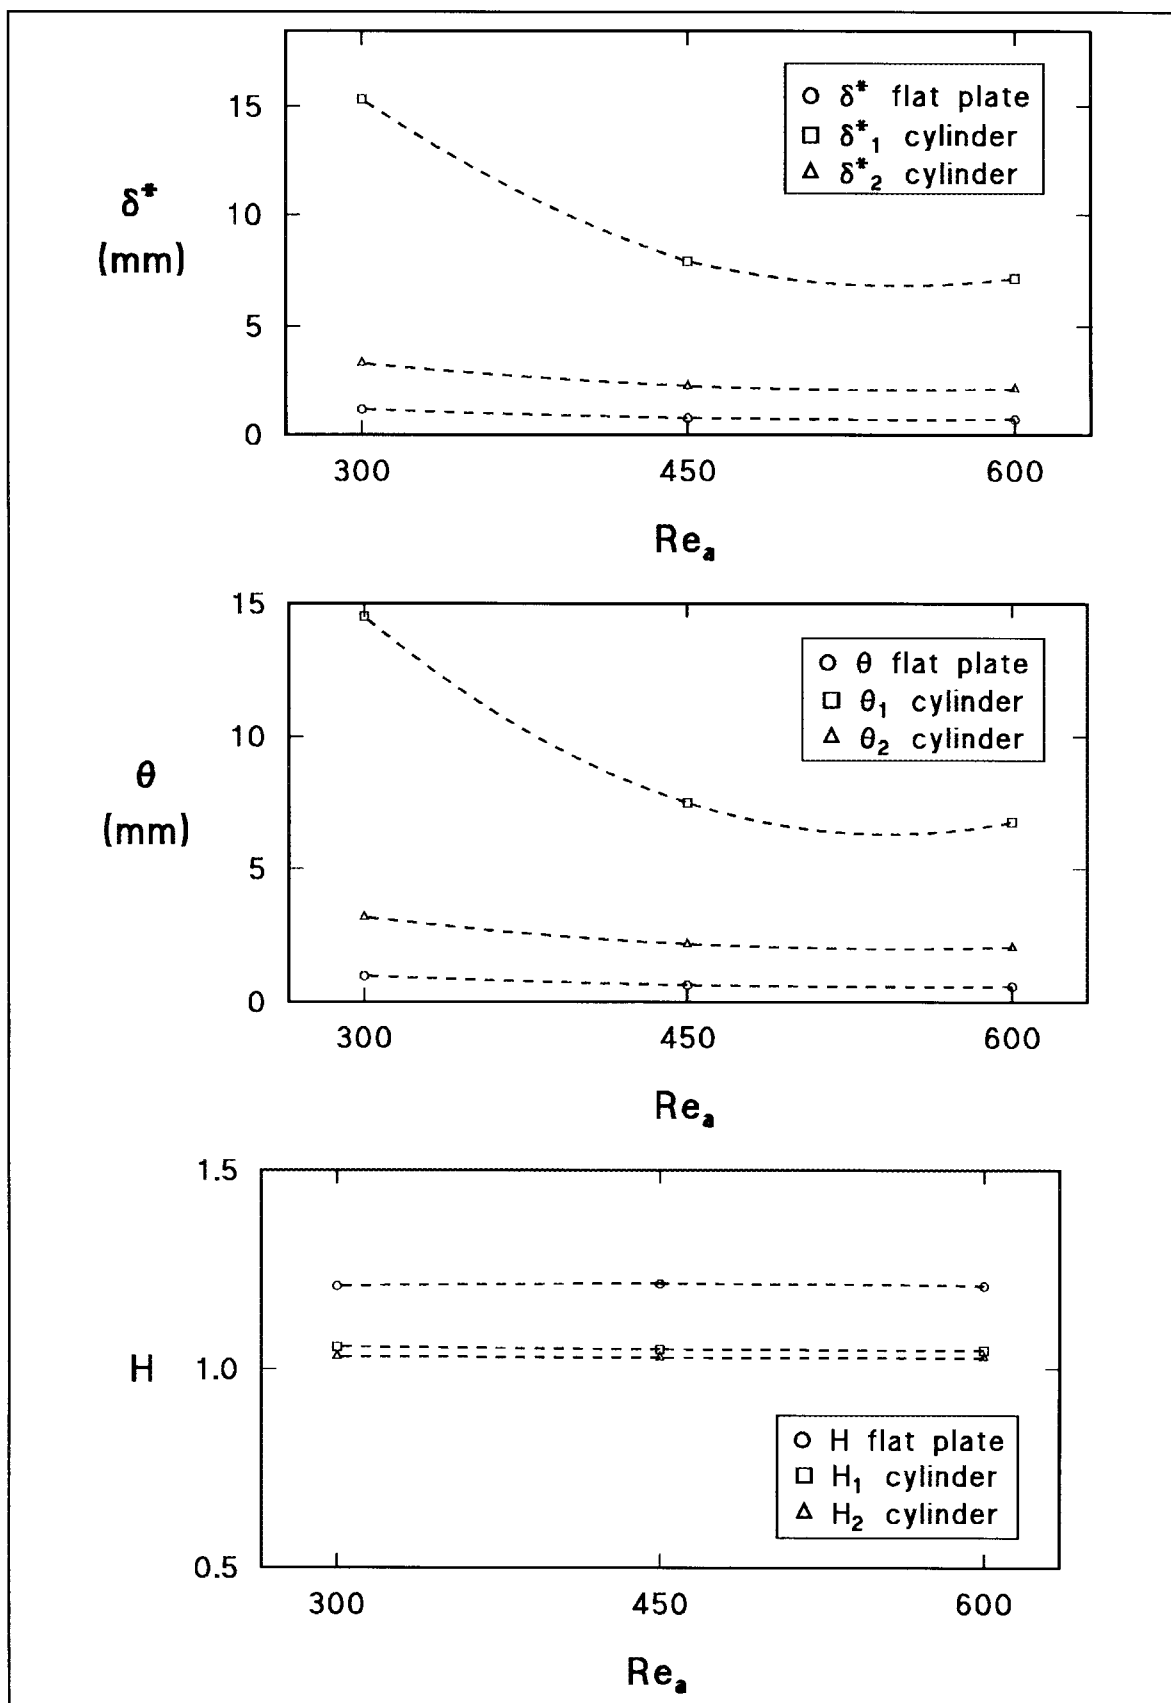 δ* flat plate
δ*1 cylinder
δ*2 cylinder
15
10
5
0
δ*
(mm)
300 450 600
Rea
θ flat plate
θ1 cylinder
θ2 cylinder
15
10
5
0
θ
(mm)
300 450 600
Rea
1.5
1.0
0.5
H
H flat plate
H1 cylinder
H2 cylinder
300 450 600
Rea